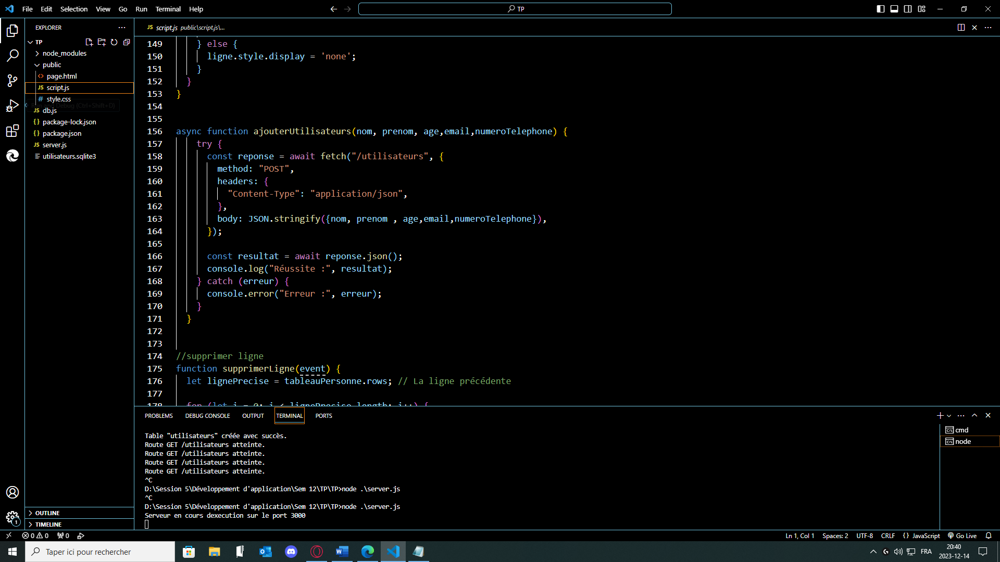 File Edit Selection View Go Run Terminal Help
TP
EXPLORER
TP
node_modules
public
page.html
script.js
style.css
Run and Debug (Ctrl+Shift+D)
db.js
package-lock.json
package.json
server.js
utilisateurs.sqlite3
OUTLINE
TIMELINE
script.js public\script.js\...
149 } else {
150 ligne.style.display = 'none';
151 }
152 }
153 }
154
155
156 async function ajouterUtilisateurs(nom, prenom, age,email,numeroTelephone) {
157 try {
158 const reponse = await fetch("/utilisateurs", {
159 method: "POST",
160 headers: {
161 "Content-Type": "application/json",
162 },
163 body: JSON.stringify({nom, prenom , age,email,numeroTelephone}),
164 });
165
166 const resultat = await reponse.json();
167 console.log("Réussite :", resultat);
168 } catch (erreur) {
169 console.error("Erreur :", erreur);
170 }
171 }
172
173
174 //supprimer ligne
175 function supprimerLigne(event) {
176 let lignePrecise = tableauPersonne.rows; // La ligne précédente
177
178 for (let i = 0; i < lignePrecise.length; i++) {
PROBLEMS DEBUG CONSOLE OUTPUT TERMINAL PORTS
Table "utilisateurs" créée avec succès.
Route GET /utilisateurs atteinte.
Route GET /utilisateurs atteinte.
Route GET /utilisateurs atteinte.
Route GET /utilisateurs atteinte.
^C
D:\Session 5\Développement d'application\Sem 12\TP\TP>node .\server.js
^C
D:\Session 5\Développement d'application\Sem 12\TP\TP>node .\server.js
Serveur en cours dexecution sur le port 3000
cmd
node
0 0 0
Ln 1, Col 1 Spaces: 2 UTF-8 CRLF {} JavaScript Go Live
Taper ici pour rechercher
FRA
20:40
2023-12-14